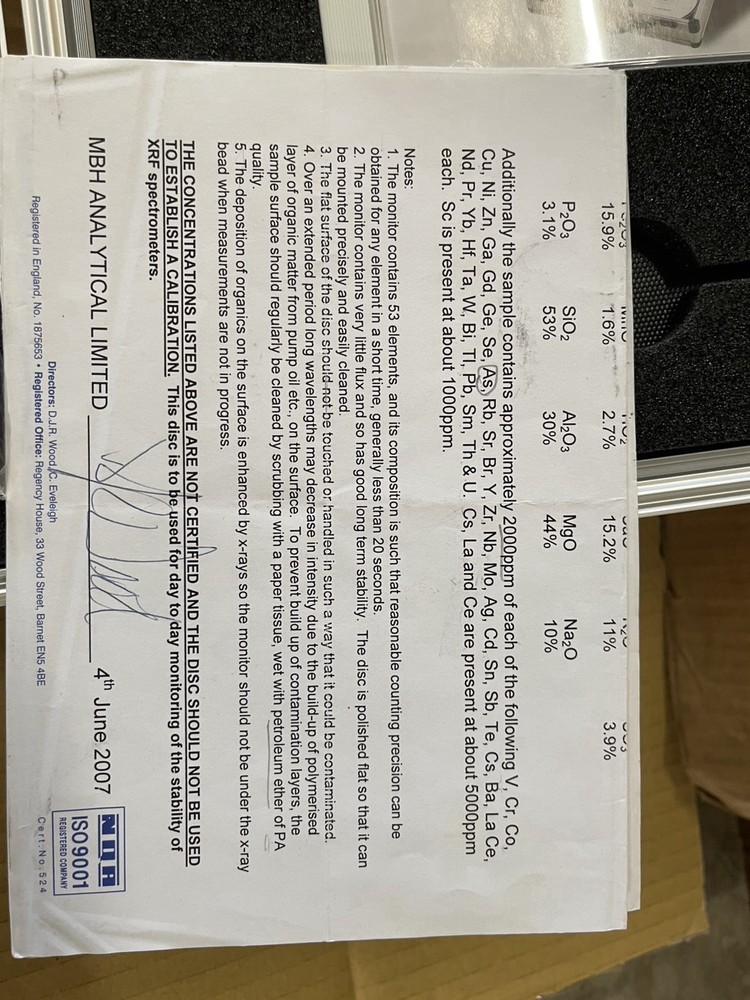 15.9% 1.6% 2.7% 15.2% 11% 3.9%
P₂O₃ SiO₂ Al₂O₃ MgO Na₂O
3.1% 53% 30% 44% 10%
Additionally the sample contains approximately 2000ppm of each of the following V, Cr, Co,
Cu, Ni, Zn, Ga, Gd, Ge, Se, As, Rb, Sr, Br, Y, Zr, Nb, Mo, Ag, Cd, Sn, Sb, Te, Cs, Ba, La Ce,
Nd, Pr, Yb, Hf, Ta, W, Bi, Tl, Pb, Sm, Th & U. Cs, La and Ce are present at about 5000ppm
each. Sc is present at about 1000ppm.
Notes:
1. The monitor contains 53 elements, and its composition is such that reasonable counting precision can be
obtained for any element in a short time, generally less than 20 seconds.
2. The monitor contains very little flux and so has good long term stability. The disc is polished flat so that it can
be mounted precisely and easily cleaned.
3. The flat surface of the disc should not be touched or handled in such a way that it could be contaminated.
4. Over an extended period long wavelengths may decrease in intensity due to the build-up of polymerised
layer of organic matter from pump oil etc., on the surface. To prevent build up of contamination layers, the
sample surface should regularly be cleaned by scrubbing with a paper tissue, wet with petroleum ether of PA
quality.
5. The deposition of organics on the surface is enhanced by x-rays so the monitor should not be under the x-ray
bead when measurements are not in progress.
THE CONCENTRATIONS LISTED ABOVE ARE NOT CERTIFIED AND THE DISC SHOULD NOT BE USED
TO ESTABLISH A CALIBRATION. This disc is to be used for day to day monitoring of the stability of
XRF spectrometers.
MBH ANALYTICAL LIMITED 4th June 2007
NQA
ISO 9001
REGISTERED COMPANY
Cert. No. 524
Directors: D.J.R. Wood, C. Eveleigh
Registered in England, No. 1875653 • Registered Office: Regency House, 33 Wood Street, Barnet EN5 4BE